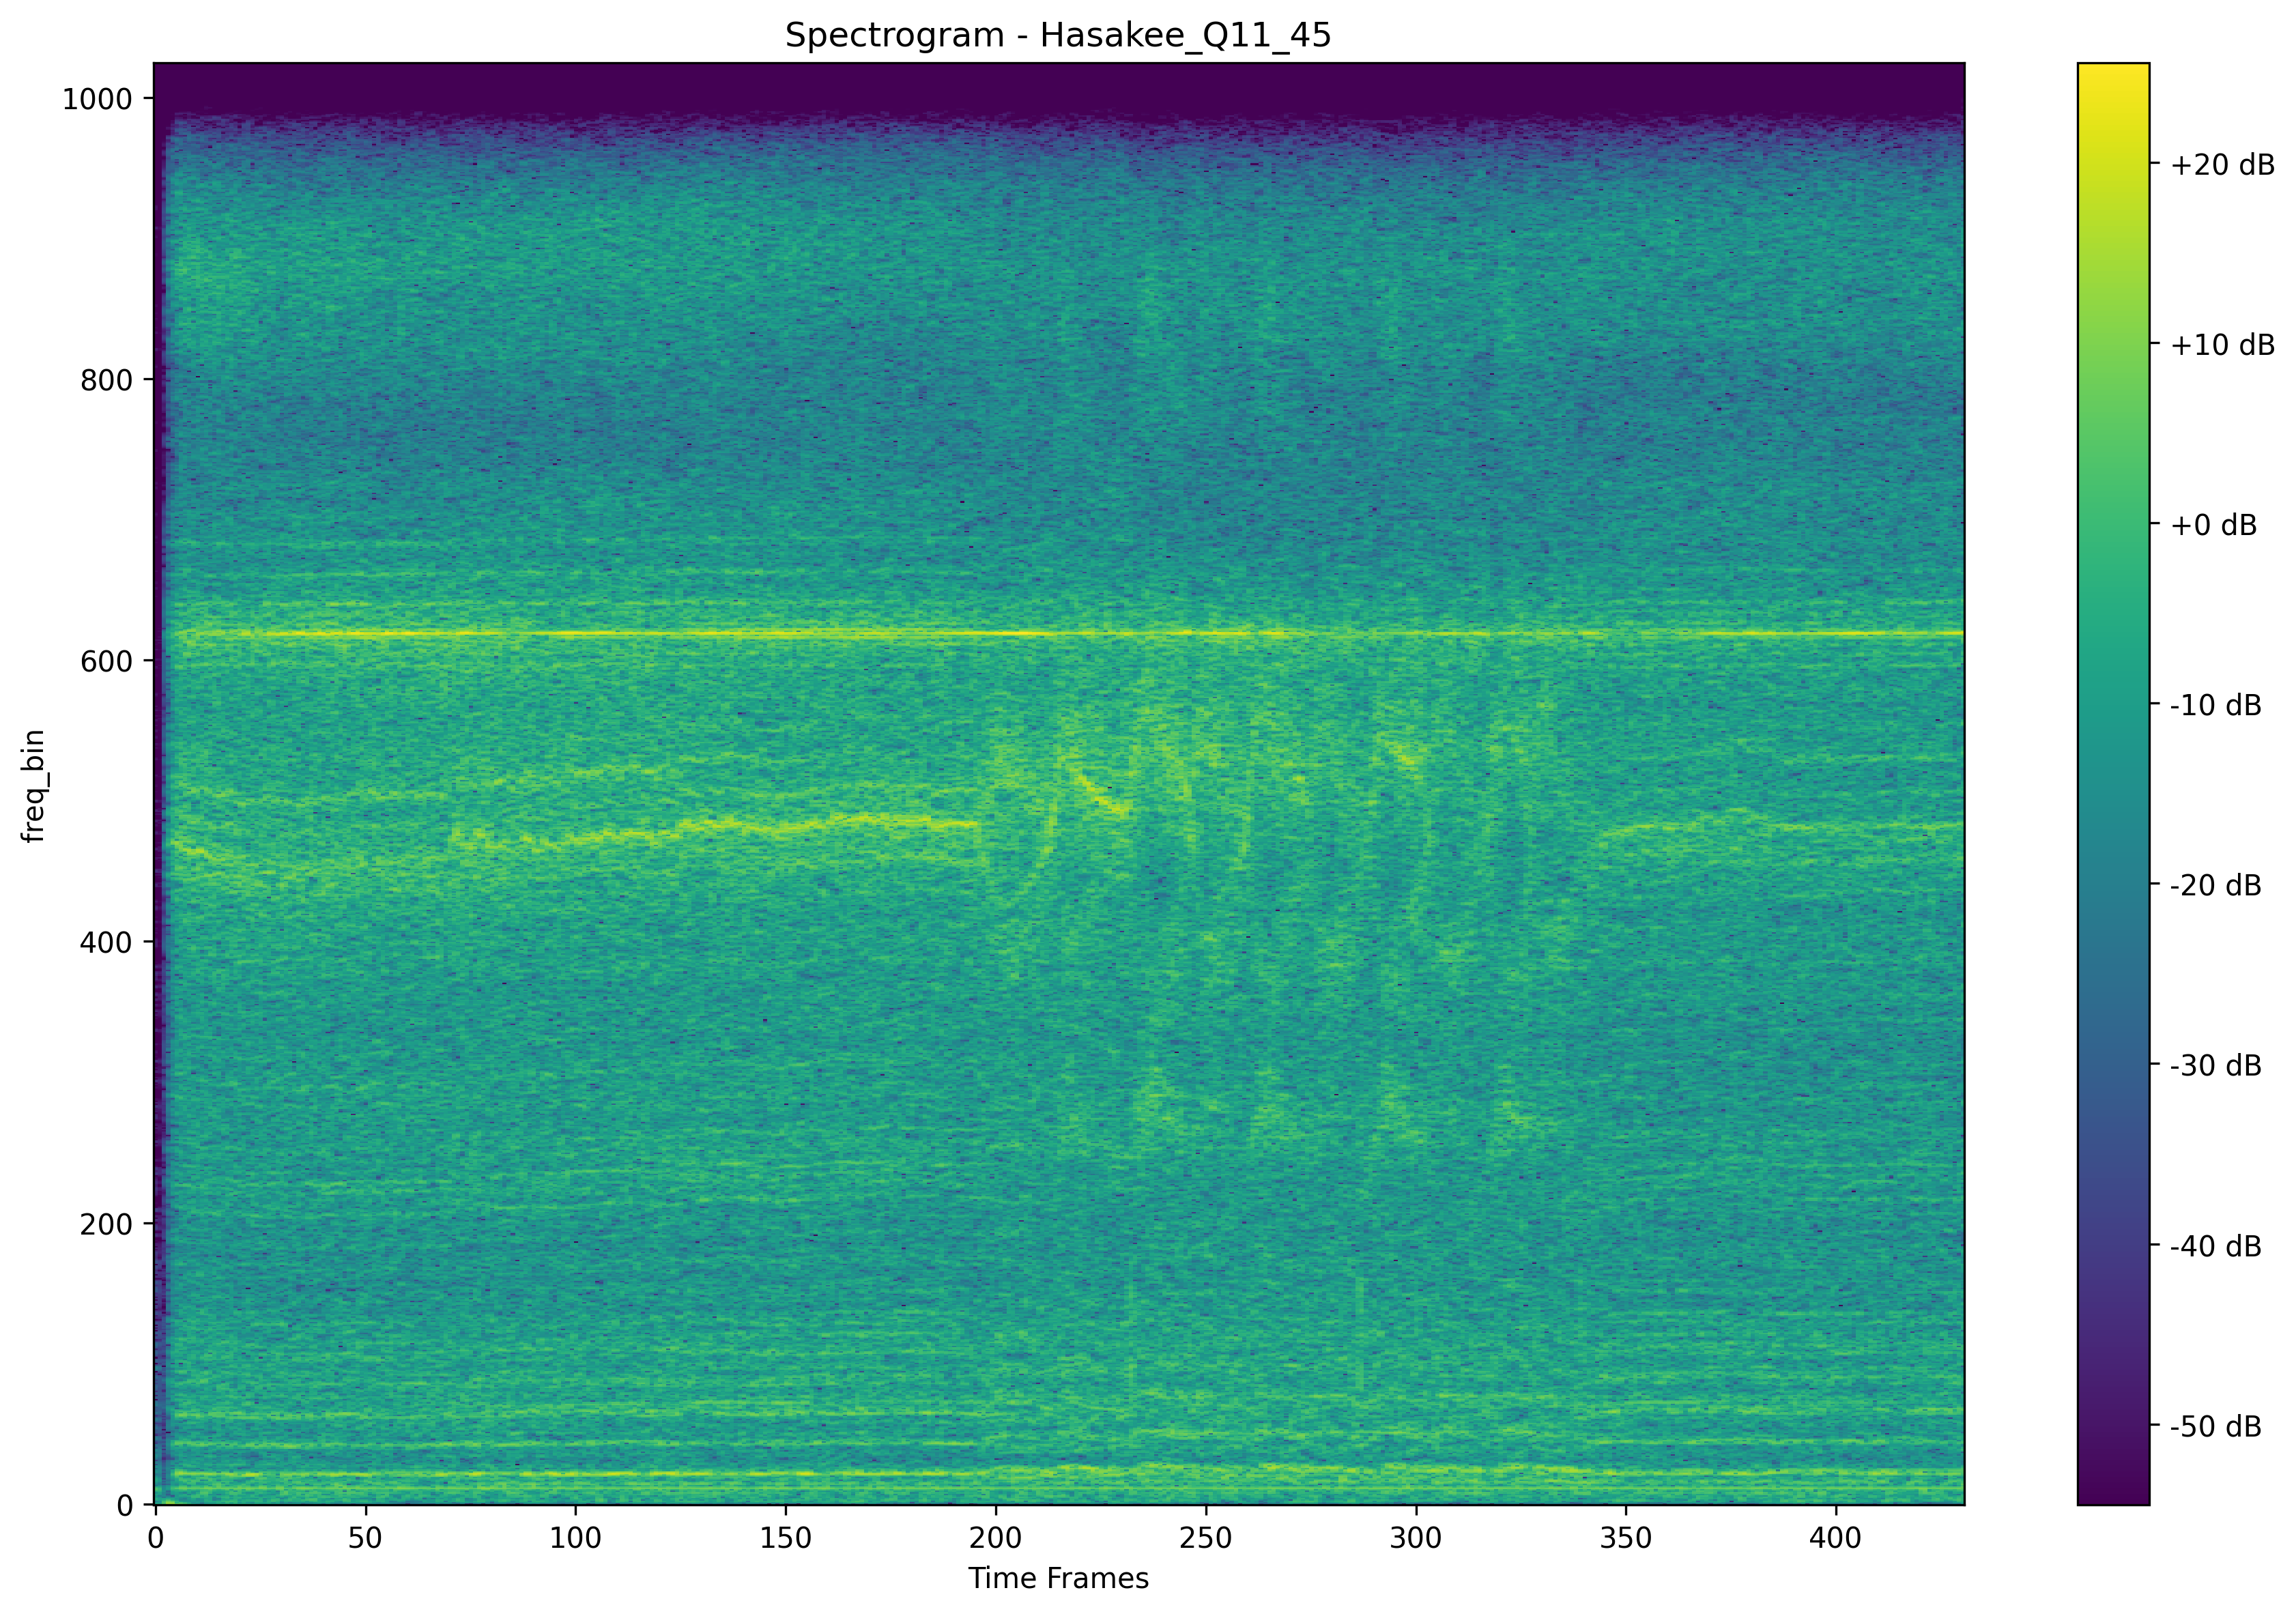 Spectrogram - Hasakee_Q11_45
freq_bin
1000
800
600
400
200
0
0 50 100 150 200 250 300 350 400
Time Frames
+20 dB
+10 dB
+0 dB
-10 dB
-20 dB
-30 dB
-40 dB
-50 dB